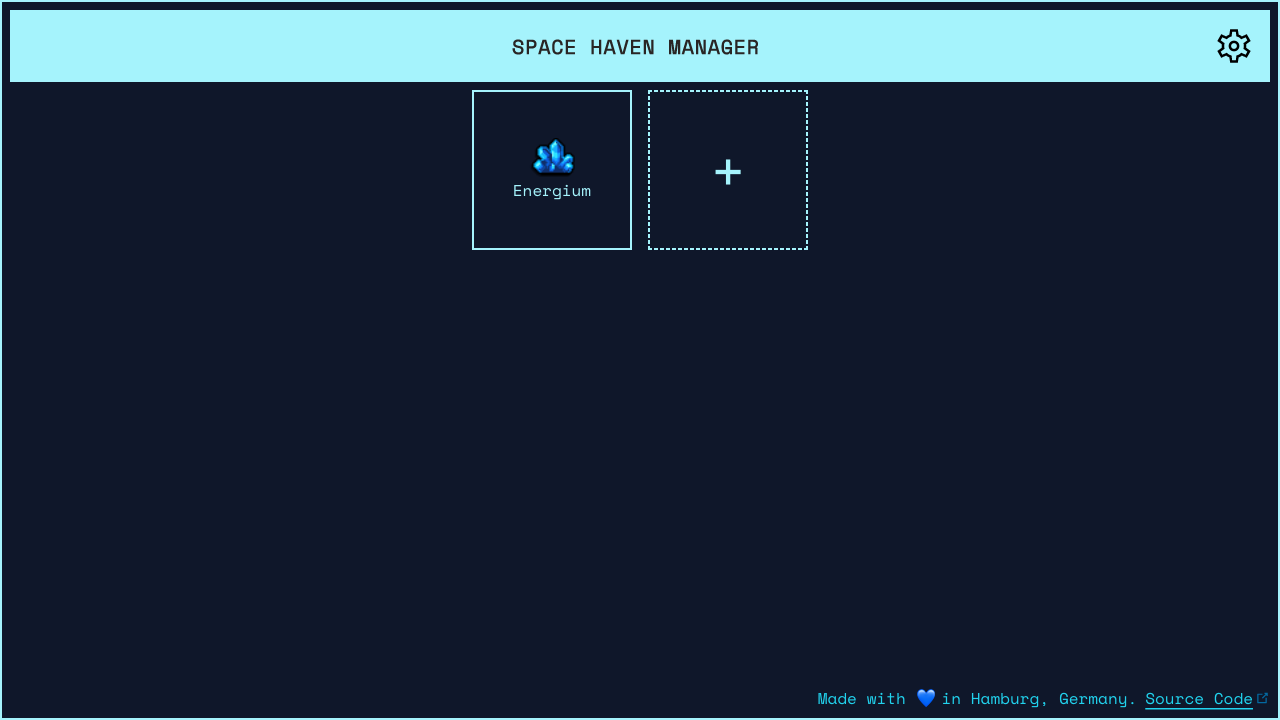 SPACE HAVEN MANAGER
Energium
+
Made with 💙 in Hamburg, Germany. Source Code